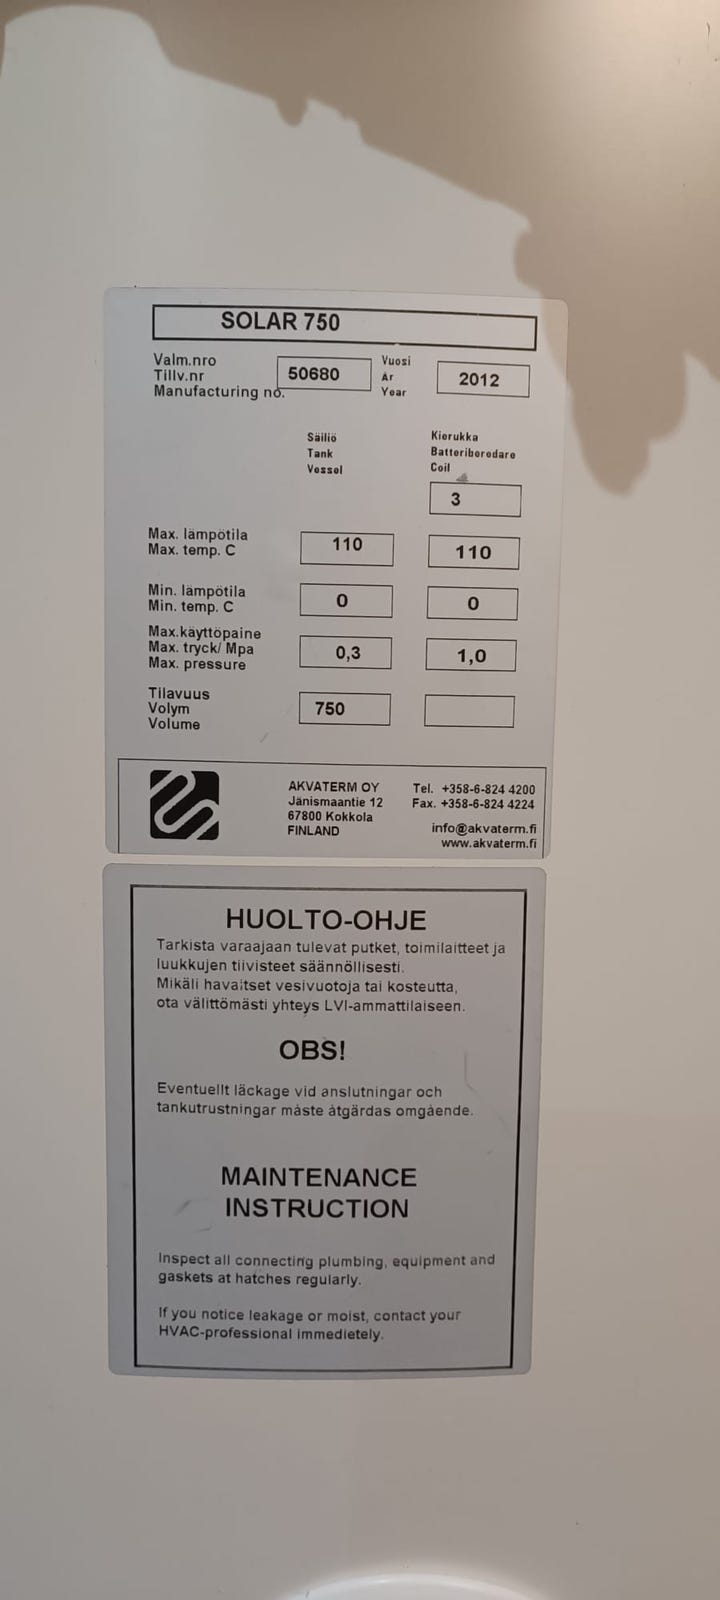 SOLAR 750
Valm.nro
Tillv.nr
Manufacturing no.
50680
Vuosi
År
Year
2012
Säiliö
Tank
Vessel
Kierukka
Batteriberedare
Coil
3
Max. lämpötila
Max. temp. C
110
110
Min. lämpötila
Min. temp. C
0
0
Max.käyttöpaine
Max. tryck/ Mpa
Max. pressure
0,3
1,0
Tilavuus
Volym
Volume
750
AKVATERM OY
Jänismaantie 12
67800 Kokkola
FINLAND
Tel. +358-6-824 4200
Fax. +358-6-824 4224
info@akvaterm.fi
www.akvaterm.fi
HUOLTO-OHJE
Tarkista varaajaan tulevat putket, toimilaitteet ja
luukkujen tiivisteet säännöllisesti.
Mikäli havaitset vesivuotoja tai kosteutta,
ota välittömästi yhteys LVI-ammattilaiseen.
OBS!
Eventuellt läckage vid anslutningar och
tankutrustningar måste åtgärdas omgående.
MAINTENANCE
INSTRUCTION
Inspect all connecting plumbing, equipment and
gaskets at hatches regularly.
If you notice leakage or moist, contact your
HVAC-professional immedietely.